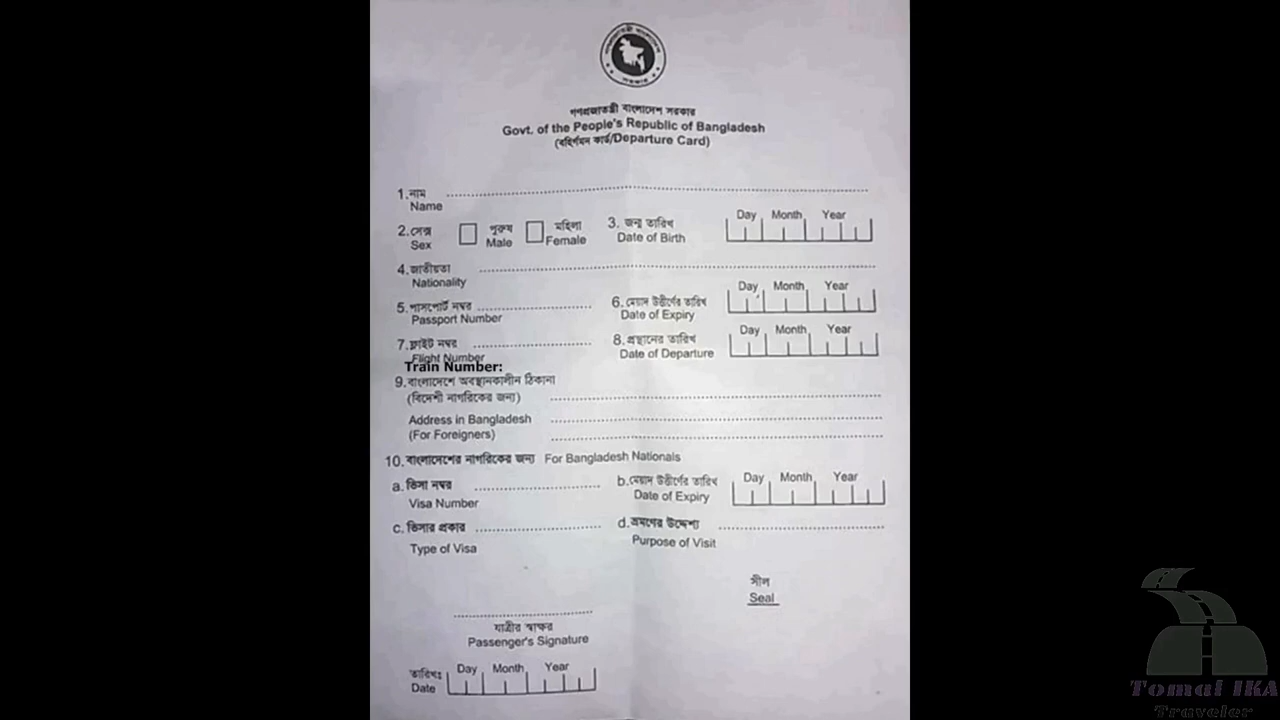 গণপ্রজাতন্ত্রী বাংলাদেশ সরকার
গণপ্রজাতন্ত্রী বাংলাদেশ সরকার
Govt. of the People's Republic of Bangladesh
(বহির্গমন কার্ড/Departure Card)
1. নাম
Name
2. সেক্স পুরুষ মহিলা 3. জন্ম তারিখ Day Month Year
Sex Male Female Date of Birth
4. জাতীয়তা
Nationality
5. পাসপোর্ট নম্বর 6. মেয়াদ উত্তীর্ণের তারিখ Day Month Year
Passport Number Date of Expiry
7. ফ্লাইট নম্বর 8. প্রস্থানের তারিখ Day Month Year
Flight Number Date of Departure
Train Number:
9. বাংলাদেশে অবস্থানকালীন ঠিকানা
(বিদেশী নাগরিকের জন্য)
Address in Bangladesh
(For Foreigners)
10. বাংলাদেশের নাগরিকের জন্য For Bangladesh Nationals
a. ভিসা নম্বর b. মেয়াদ উত্তীর্ণের তারিখ Day Month Year
Visa Number Date of Expiry
c. ভিসার প্রকার d. ভ্রমণের উদ্দেশ্য
Type of Visa Purpose of Visit
সীল
Seal
যাত্রীর স্বাক্ষর
Passenger's Signature
তারিখঃ Day Month Year
Date
Tomal IKA
Traveler